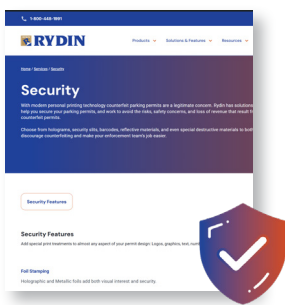 1-800-448-1991
RYDIN
Products
Solutions & Features
Resources
Home / Services / Security
Security
With modern personal printing technology counterfeit parking permits are a legitimate concern. Rydin has solutions
help you secure your parking permits, and work to avoid the risks, safety concerns, and loss of revenue that result f
counterfeit permits.
Choose from holograms, security slits, barcodes, reflective materials, and even special destructive materials to both
discourage counterfeiting and make your enforcement team's job easier.
Security Features
Security Features
Add special print treatments to almost any aspect of your permit design: Logos, graphics, text, num
Foil Stamping
Holographic and Metallic foils add both visual interest and security